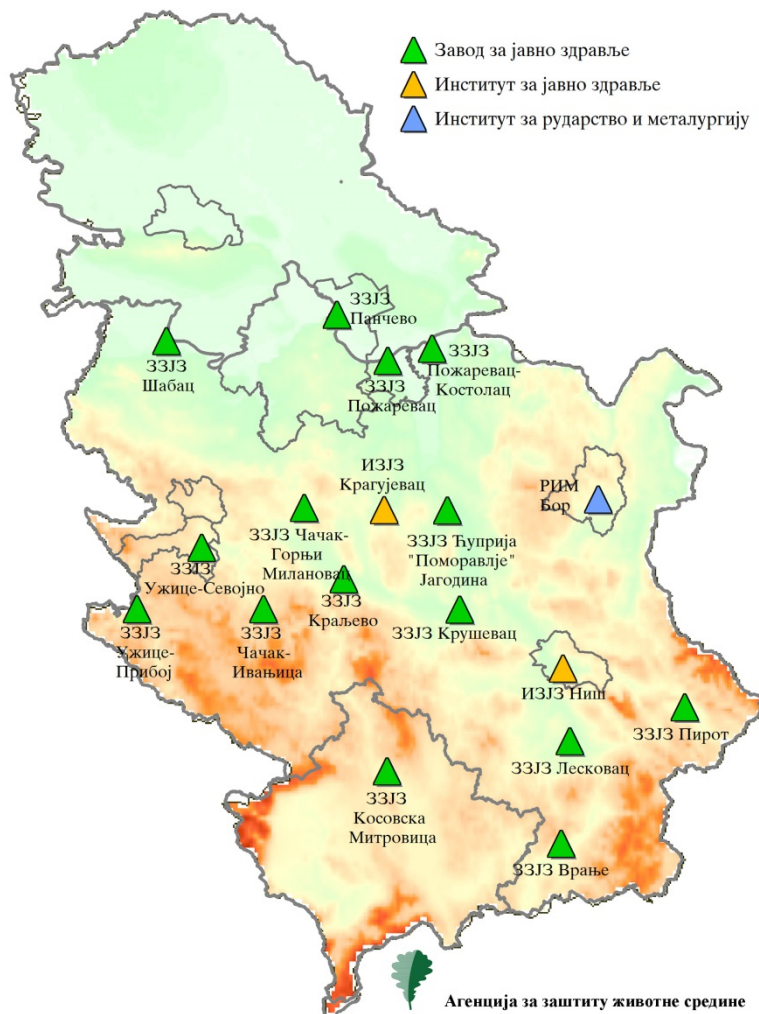 Завод за јавно здравље
Институт за јавно здравље
Институт за рударство и металургију
ЗЗЈЗ
Панчево
ЗЗЈЗ
Шабац
ЗЗЈЗ
Пожаревац
ЗЗЈЗ
Пожаревац-
Костолац
ИЗЈЗ
Крагујевац
РИМ
Бор
ЗЗЈЗ Чачак-
Горњи
Милановац
ЗЗЈЗ Ћуприја
"Поморавље"
Јагодина
ЗЗЈЗ
Ужице-Севојно
ЗЗЈЗ
Ужице-
Прибој
ЗЗЈЗ
Чачак-
Ивањица
ЗЗЈЗ
Краљево
ЗЗЈЗ Крушевац
ИЗЈЗ Ниш
ЗЗЈЗ Пирот
ЗЗЈЗ Лесковац
ЗЗЈЗ
Косовска
Митровица
ЗЗЈЗ Врање
Агенција за заштиту животне средине